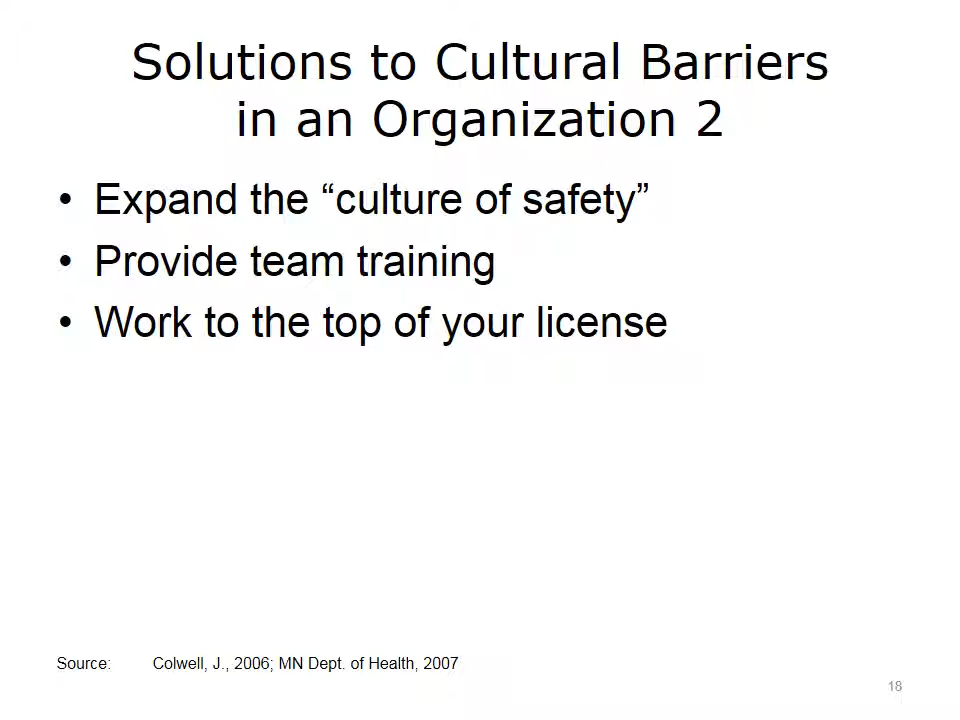 Solutions to Cultural Barriers
in an Organization 2
• Expand the “culture of safety”
• Provide team training
• Work to the top of your license
Source: Colwell, J., 2006; MN Dept. of Health, 2007
18